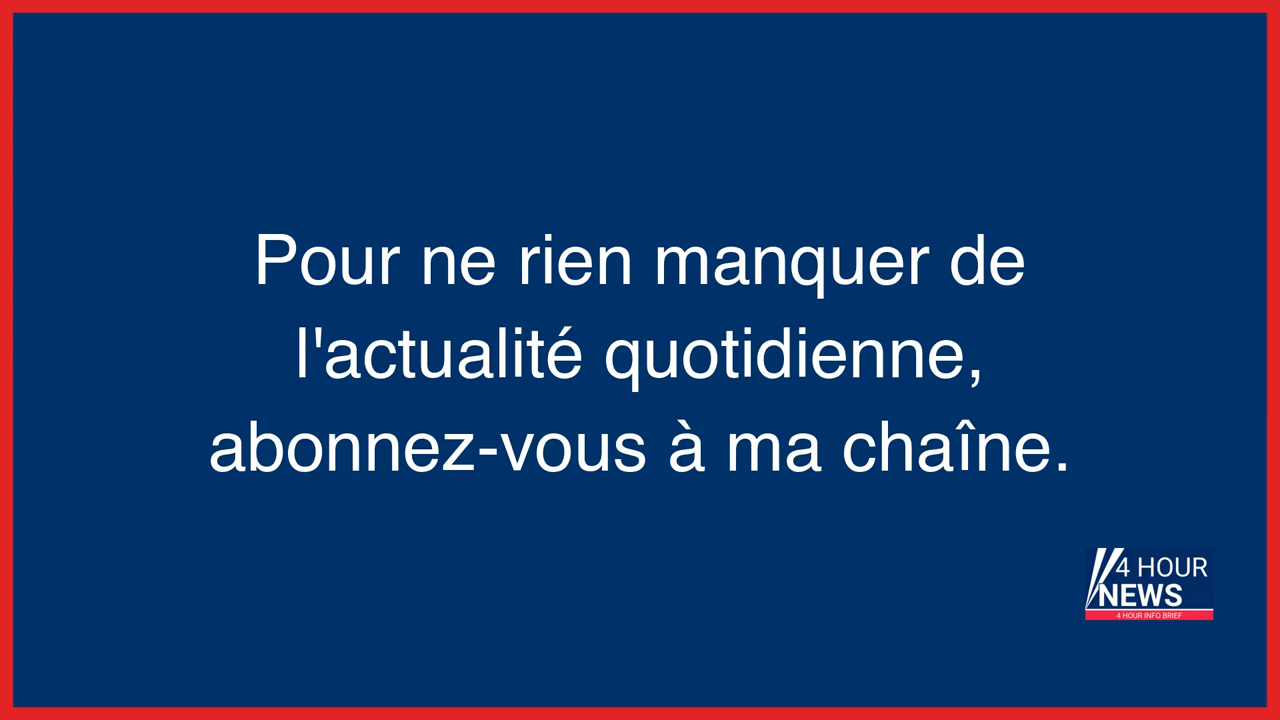 Pour ne rien manquer de
l'actualité quotidienne,
abonnez-vous à ma chaîne.
4 HOUR
NEWS
4 HOUR INFO BRIEF